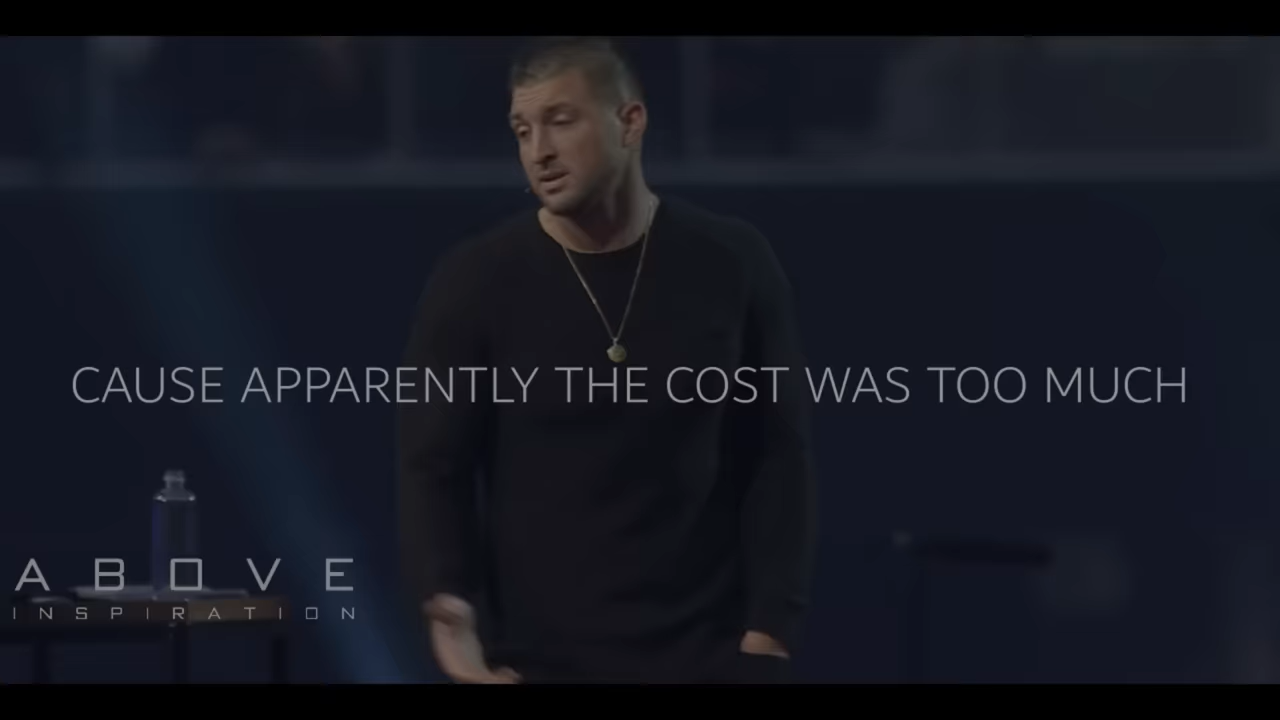 CAUSE APPARENTLY THE COST WAS TOO MUCH
ABOVE
INSPIRATION